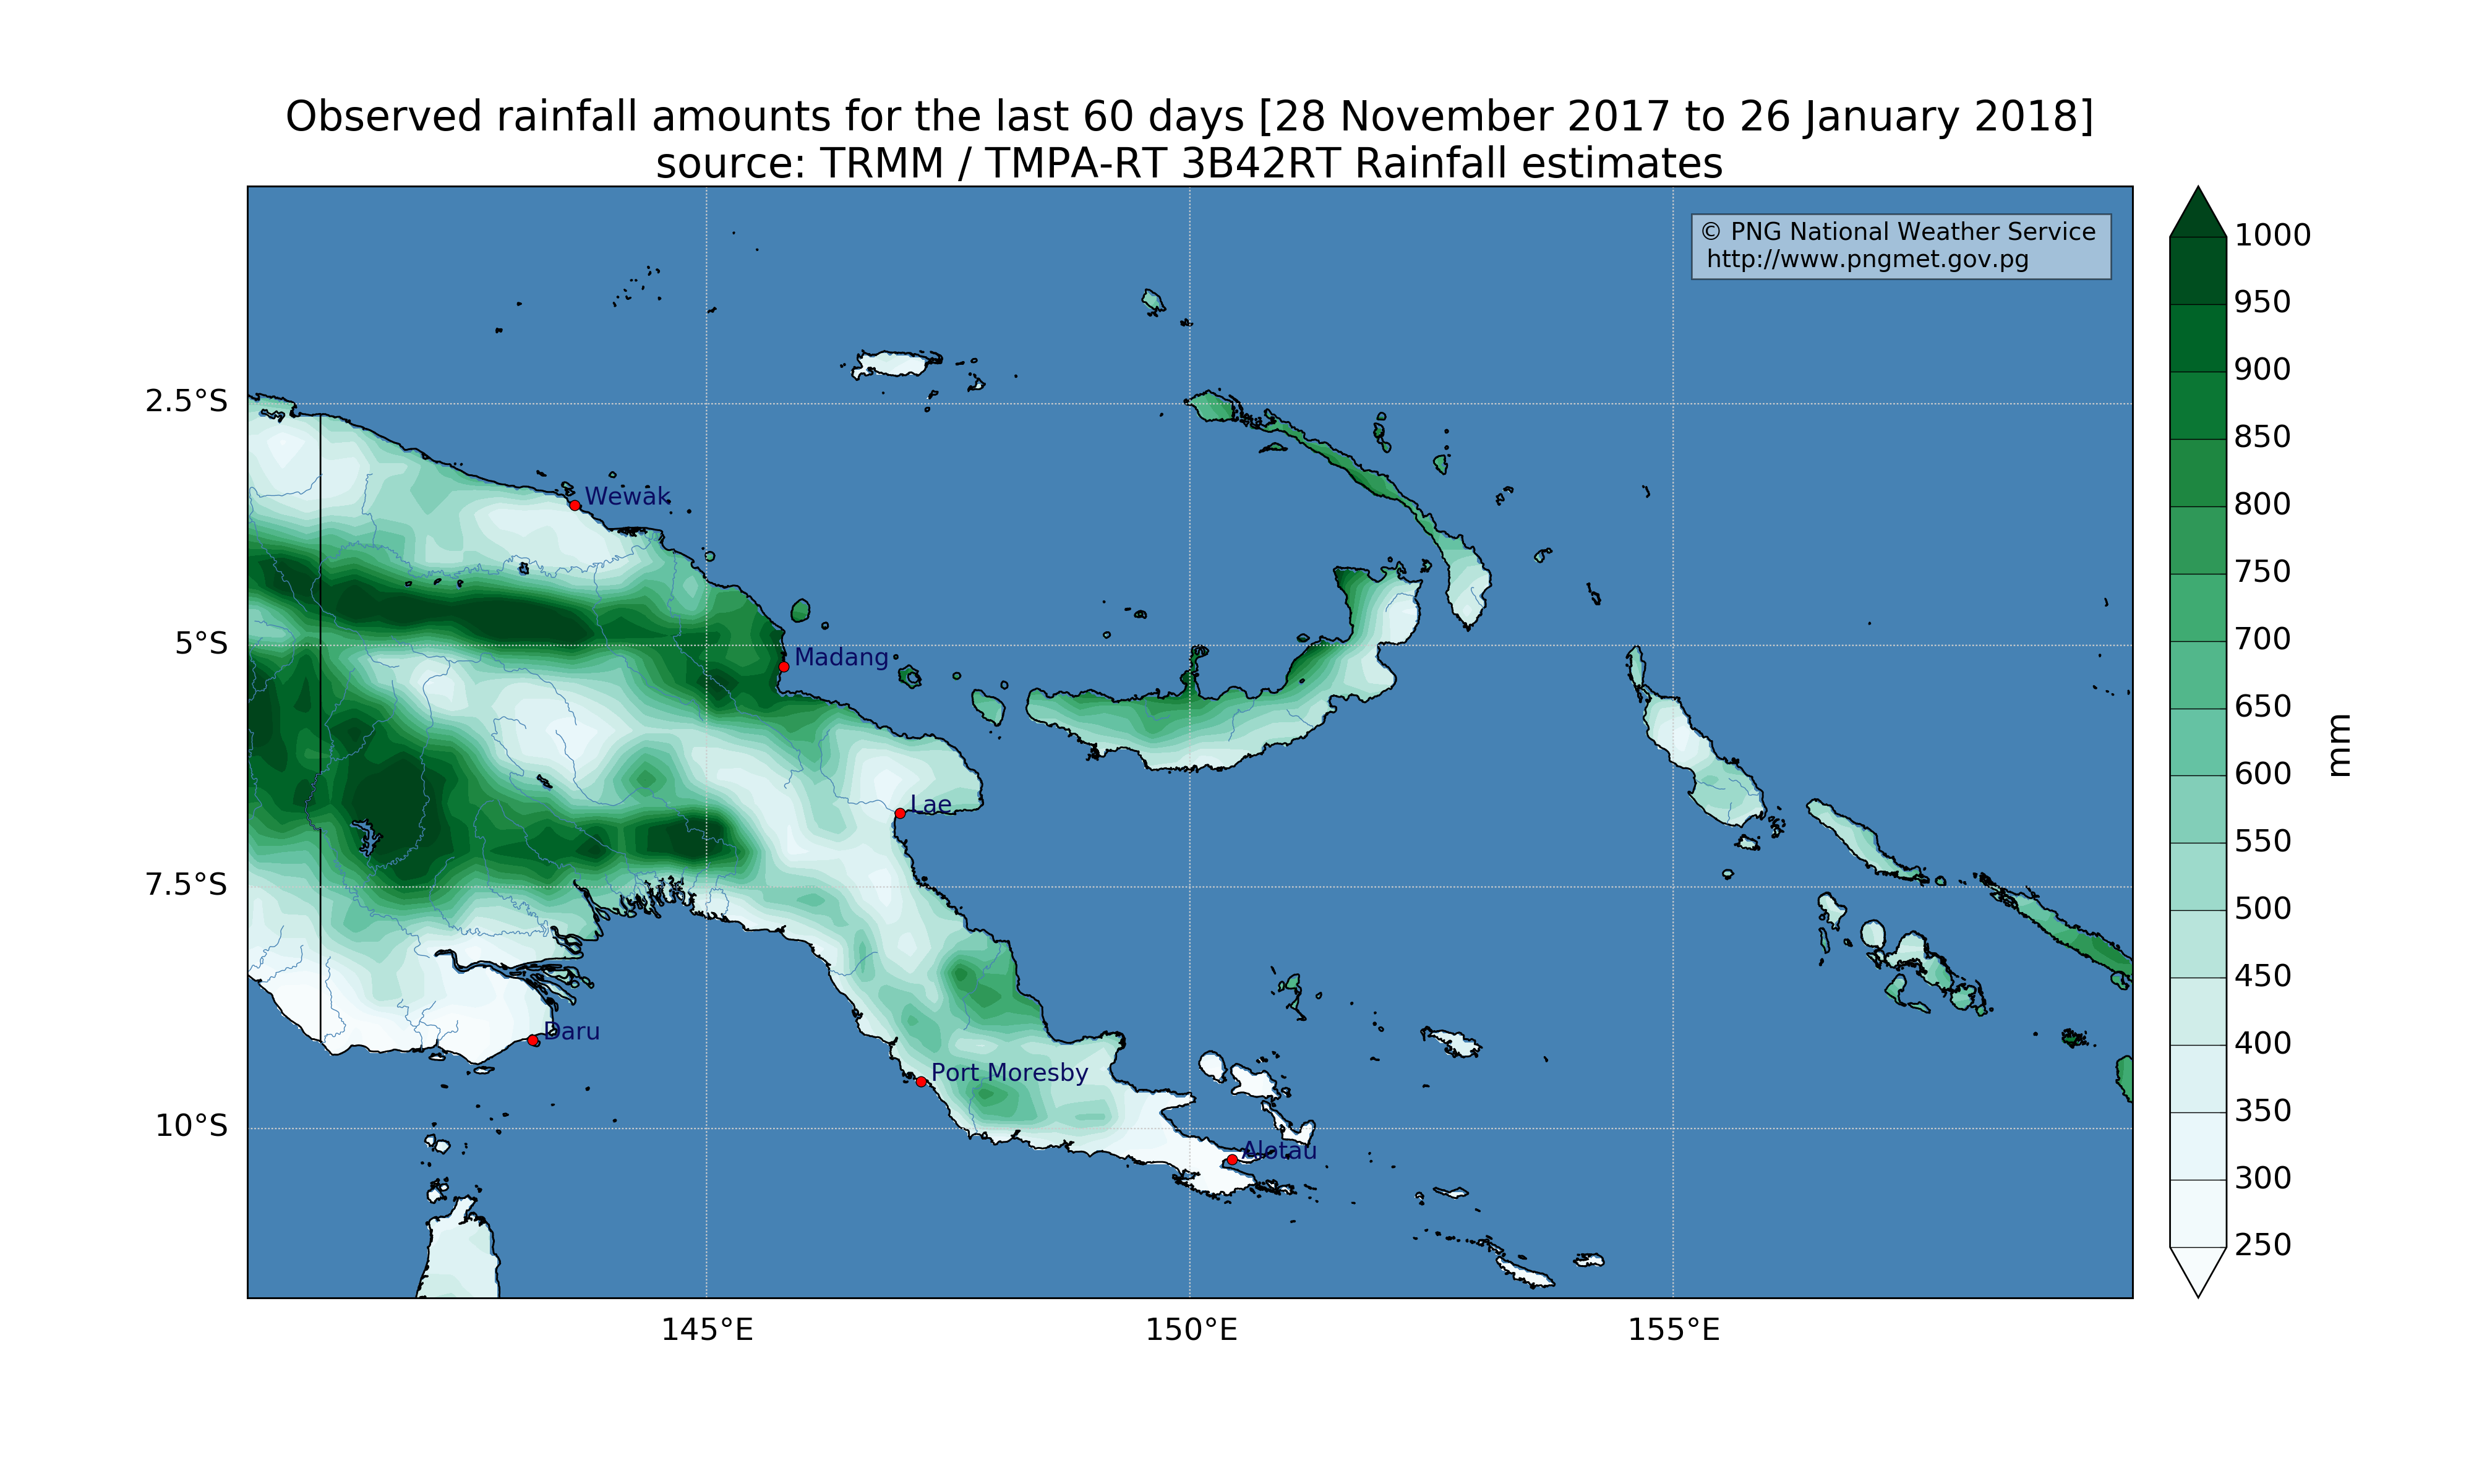 Observed rainfall amounts for the last 60 days [28 November 2017 to 26 January 2018]
source: TRMM / TMPA-RT 3B42RT Rainfall estimates
© PNG National Weather Service
http://www.pngmet.gov.pg
1000
950
900
850
800
750
700
650
600
550
500
450
400
350
300
250
mm
2.5°S
5°S
7.5°S
10°S
Wewak
Madang
Lae
Daru
Port Moresby
Alotau
145°E
150°E
155°E